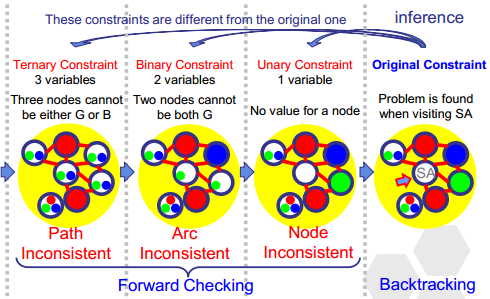 These constraints are different from the original one
inference
Ternary Constraint
3 variables
Three nodes cannot
be either G or B
Path
Inconsistent
Binary Constraint
2 variables
Two nodes cannot
be both G
Arc
Inconsistent
Unary Constraint
1 variable
No value for a node
Node
Inconsistent
Original Constraint
Problem is found
when visiting SA
SA
Forward Checking
Backtracking